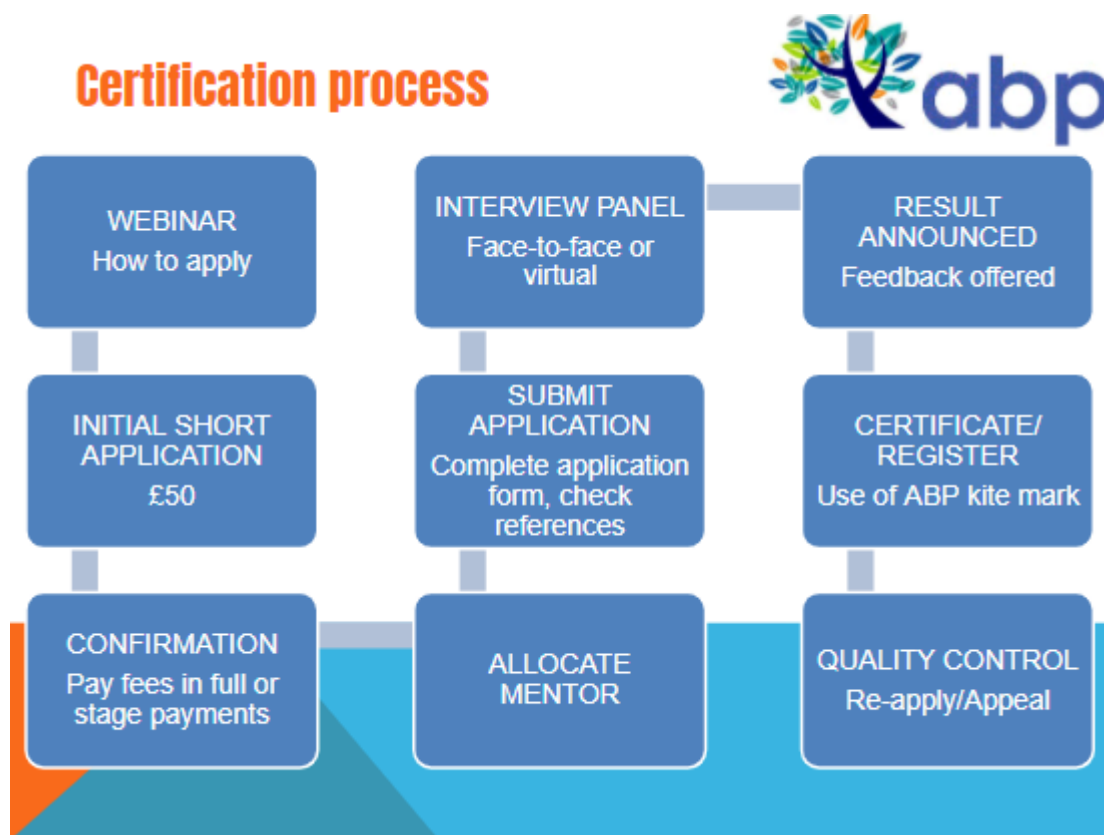 Certification process
abp
WEBINAR
How to apply
INITIAL SHORT
APPLICATION
£50
CONFIRMATION
Pay fees in full or
stage payments
ALLOCATE
MENTOR
SUBMIT
APPLICATION
Complete application
form, check
references
INTERVIEW PANEL
Face-to-face or
virtual
RESULT
ANNOUNCED
Feedback offered
CERTIFICATE/
REGISTER
Use of ABP kite mark
QUALITY CONTROL
Re-apply/Appeal